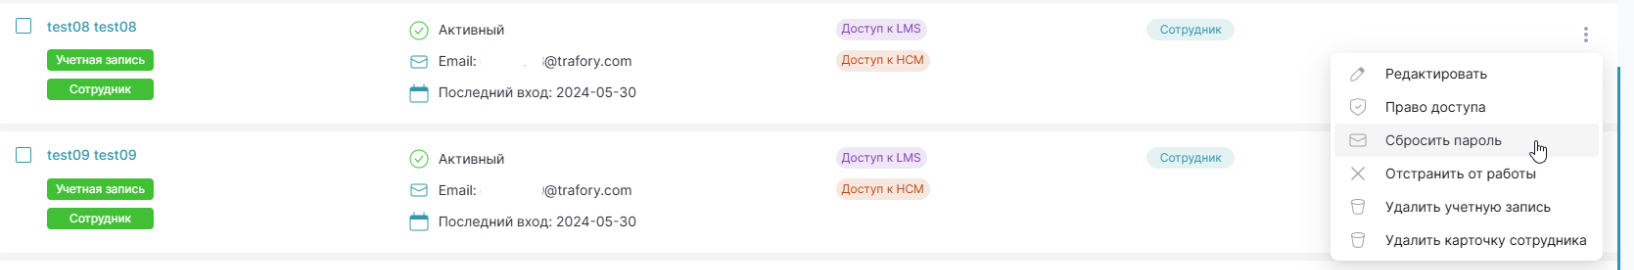 test08 test08
Учетная запись
Сотрудник
Активный
Email: @trafory.com
Последний вход: 2024-05-30
Доступ к LMS
Доступ к HCM
Сотрудник
test09 test09
Учетная запись
Сотрудник
Активный
Email: @trafory.com
Последний вход: 2024-05-30
Доступ к LMS
Доступ к HCM
Сотрудник
Редактировать
Право доступа
Сбросить пароль
Отстранить от работы
Удалить учетную запись
Удалить карточку сотрудника